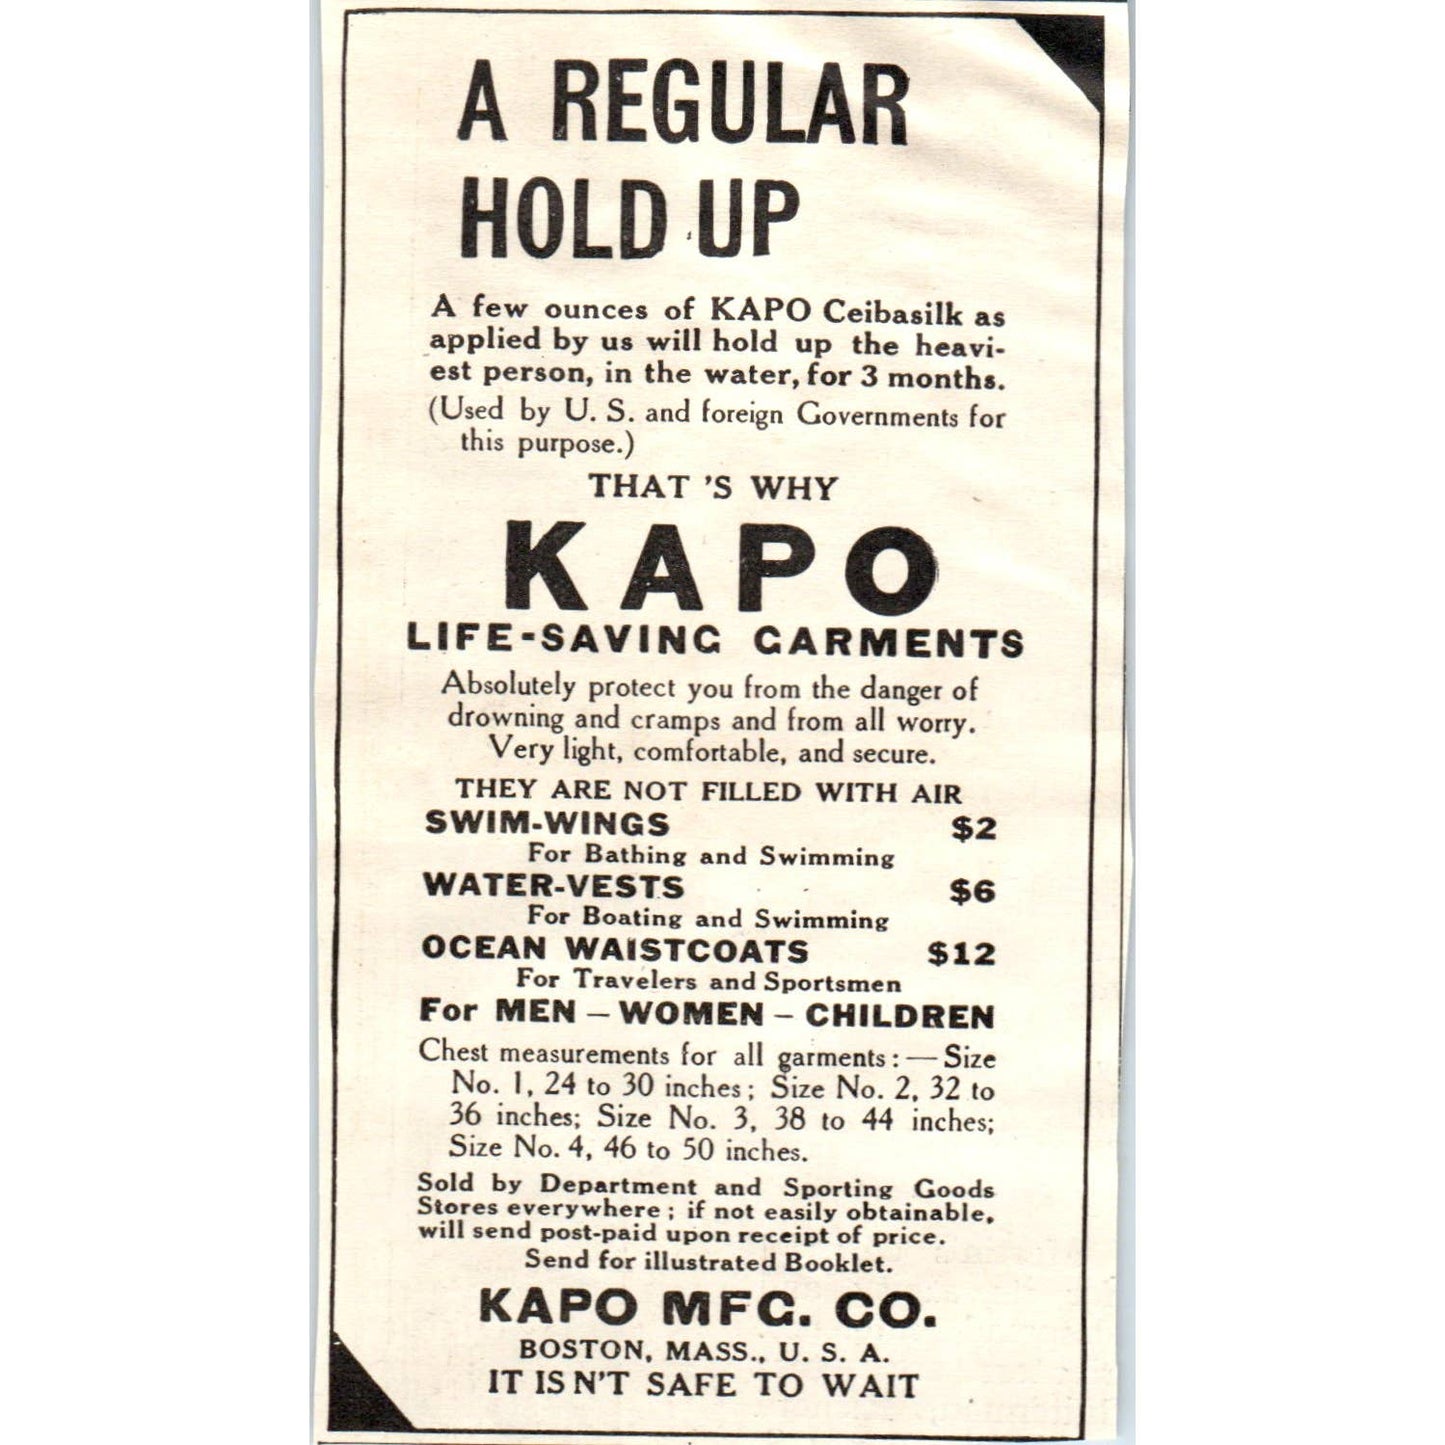 A REGULAR
HOLD UP
A few ounces of KAPO Ceibasilk as
applied by us will hold up the heavi-
est person, in the water, for 3 months.
(Used by U. S. and foreign Governments for
this purpose.)
THAT 'S WHY
KAPO
LIFE-SAVING GARMENTS
Absolutely protect you from the danger of
drowning and cramps and from all worry.
Very light, comfortable, and secure.
THEY ARE NOT FILLED WITH AIR
SWIM-WINGS $2
For Bathing and Swimming
WATER-VESTS $6
For Boating and Swimming
OCEAN WAISTCOATS $12
For Travelers and Sportsmen
For MEN – WOMEN – CHILDREN
Chest measurements for all garments: — Size
No. 1, 24 to 30 inches; Size No. 2, 32 to
36 inches; Size No. 3, 38 to 44 inches;
Size No. 4, 46 to 50 inches.
Sold by Department and Sporting Goods
Stores everywhere; if not easily obtainable,
will send post-paid upon receipt of price.
Send for illustrated Booklet.
KAPO MFG. CO.
BOSTON, MASS., U. S. A.
IT ISN'T SAFE TO WAIT